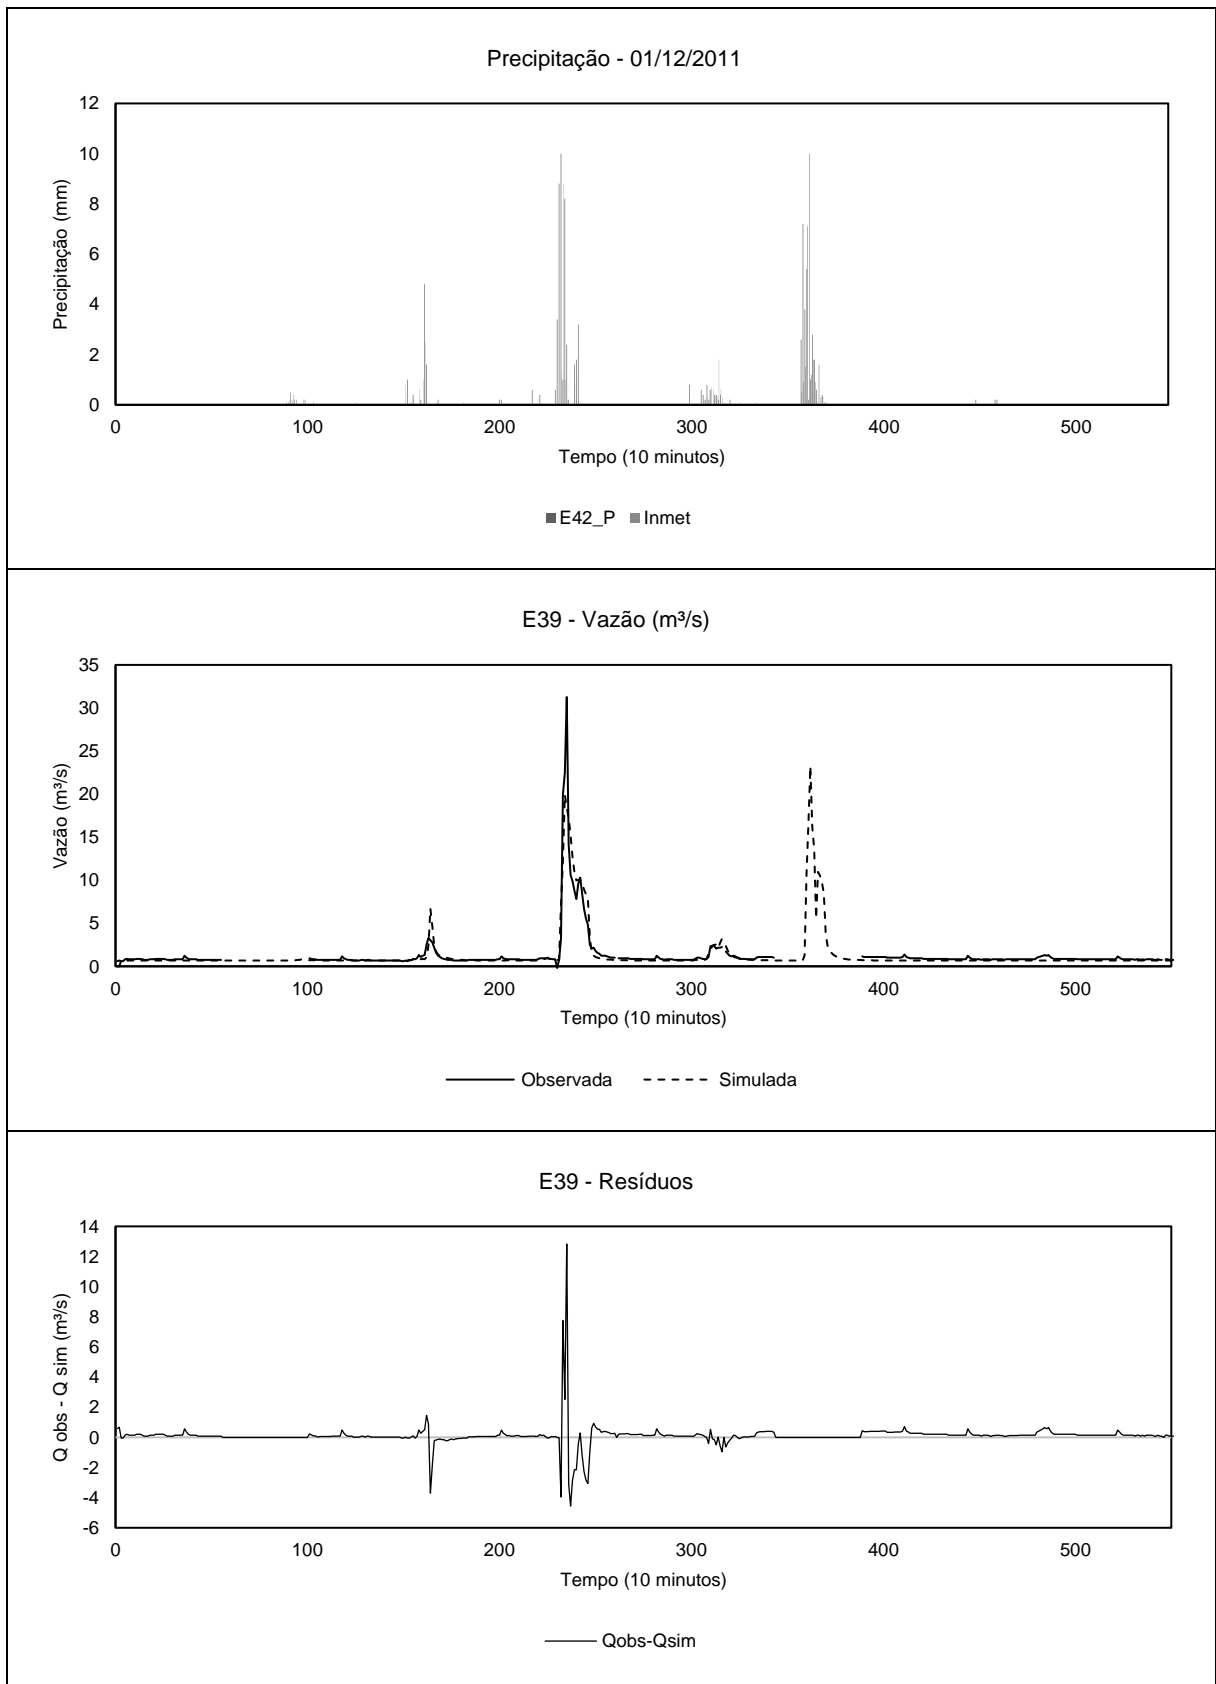 Precipitação - 01/12/2011
12
10
8
6
4
2
0
Precipitação (mm)
0 100 200 300 400 500
Tempo (10 minutos)
E42_P Inmet
E39 - Vazão (m³/s)
35
30
25
20
15
10
5
0
Vazão (m³/s)
0 100 200 300 400 500
Tempo (10 minutos)
Observada Simulada
E39 - Resíduos
14
12
10
8
6
4
2
0
-2
-4
-6
Q obs - Q sim (m³/s)
0 100 200 300 400 500
Tempo (10 minutos)
Qobs-Qsim